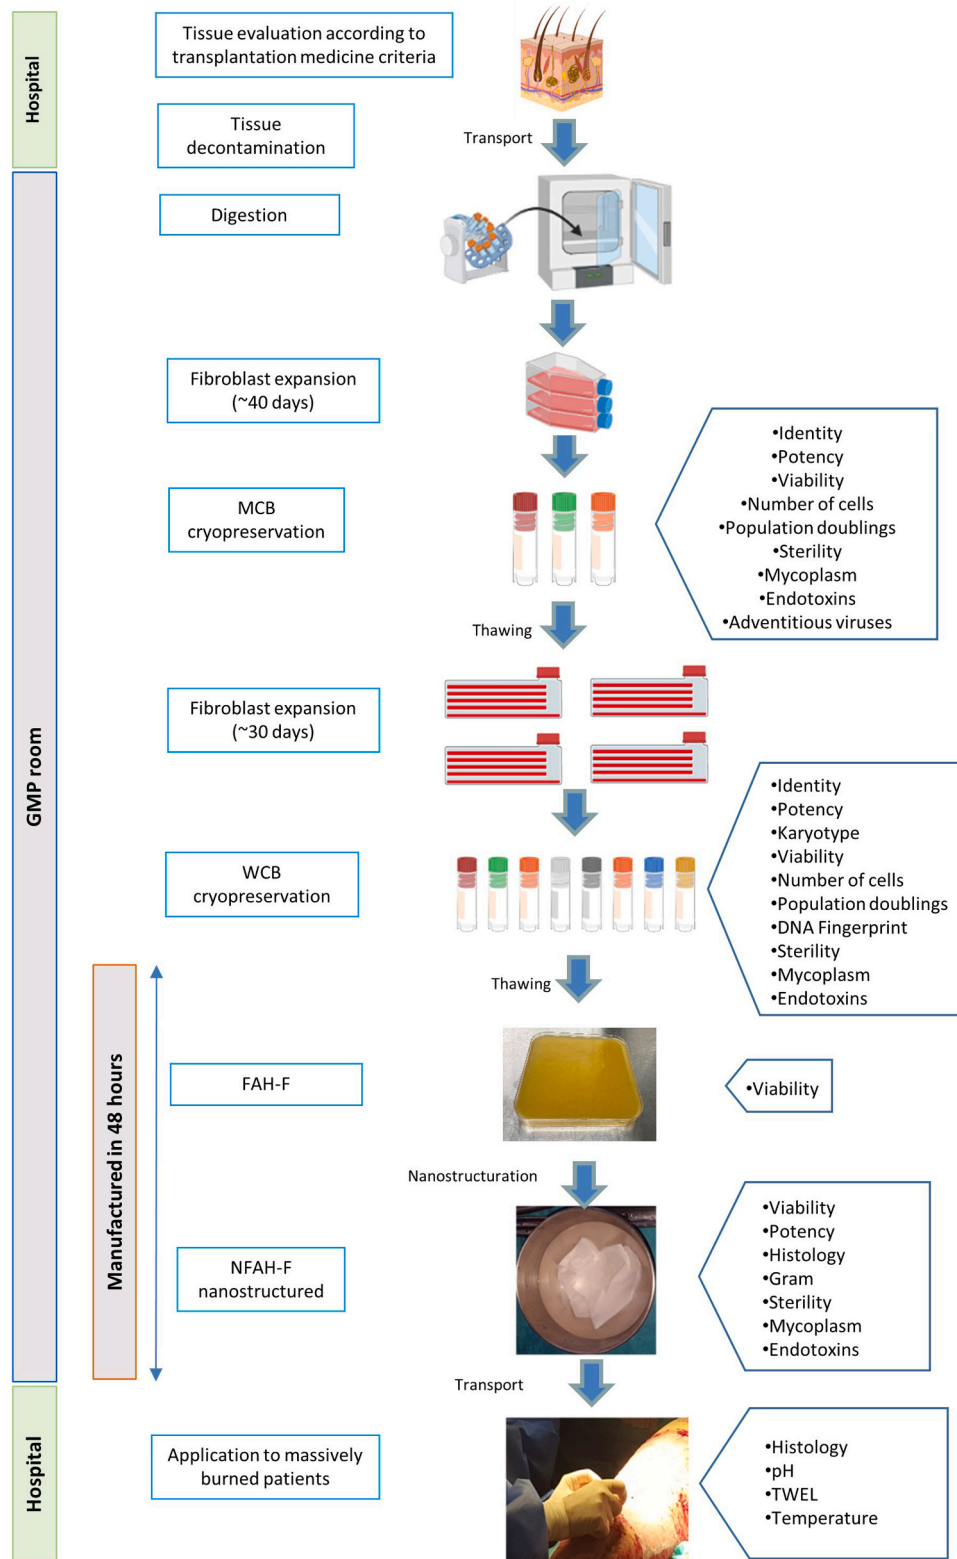 Hospital
Tissue evaluation according to
transplantation medicine criteria
Tissue
decontamination
Transport
GMP room
Digestion
Fibroblast expansion
(~40 days)
MCB
cryopreservation
•Identity
•Potency
•Viability
•Number of cells
•Population doublings
•Sterility
•Mycoplasm
•Endotoxins
•Adventitious viruses
Thawing
Fibroblast expansion
(~30 days)
WCB
cryopreservation
•Identity
•Potency
•Karyotype
•Viability
•Number of cells
•Population doublings
•DNA Fingerprint
•Sterility
•Mycoplasm
•Endotoxins
Thawing
Manufactured in 48 hours
FAH-F
•Viability
Nanostructuration
NFAH-F
nanostructured
•Viability
•Potency
•Histology
•Gram
•Sterility
•Mycoplasm
•Endotoxins
Transport
Hospital
Application to massively
burned patients
•Histology
•pH
•TWEL
•Temperature